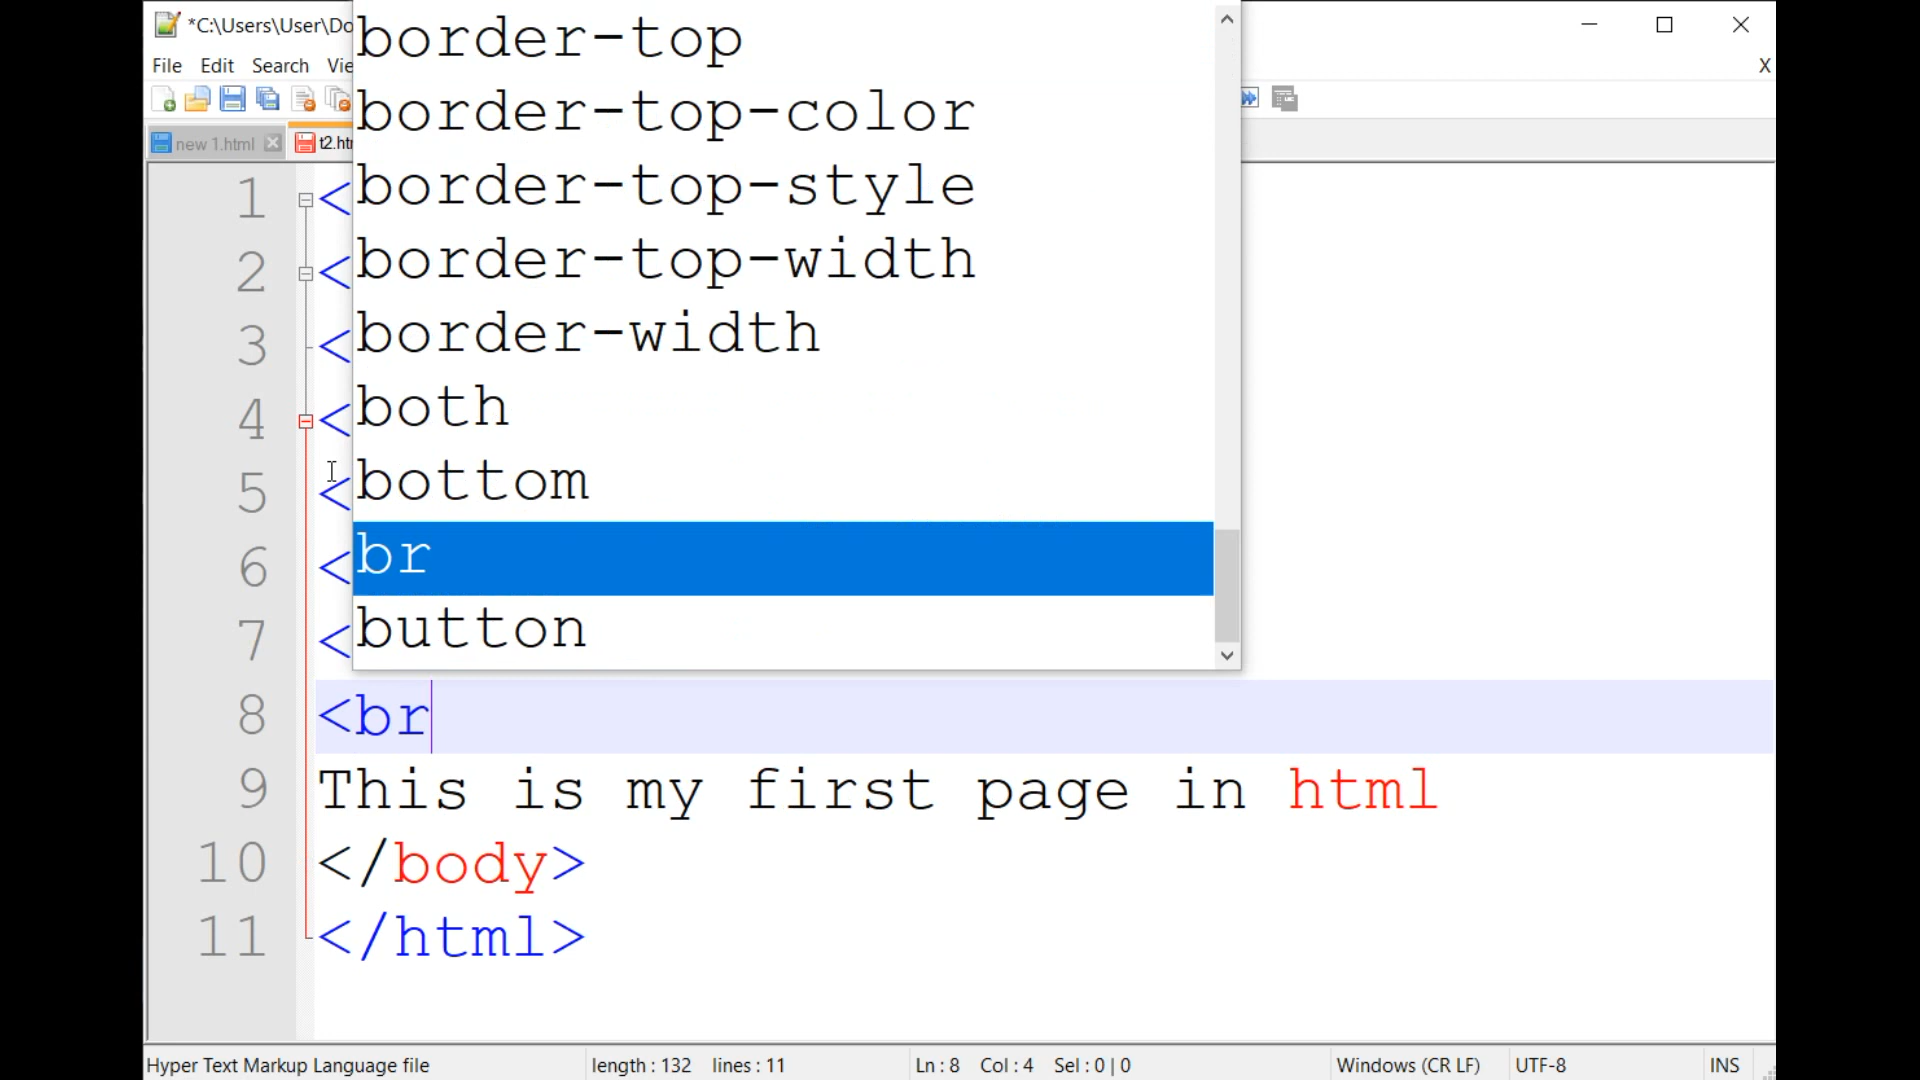 *C:\Users\User\Do
File Edit Search Vie
X
new 1.html t2.htm
border-top
border-top-color
border-top-style
border-top-width
border-width
both
bottom
br
button
1 <
2 <
3 <
4 <
5 <
6 <
7 <
8 <br
9 This is my first page in html
10 </body>
11 </html>
Hyper Text Markup Language file length : 132 lines : 11 Ln : 8 Col : 4 Sel : 0 | 0 Windows (CR LF) UTF-8 INS